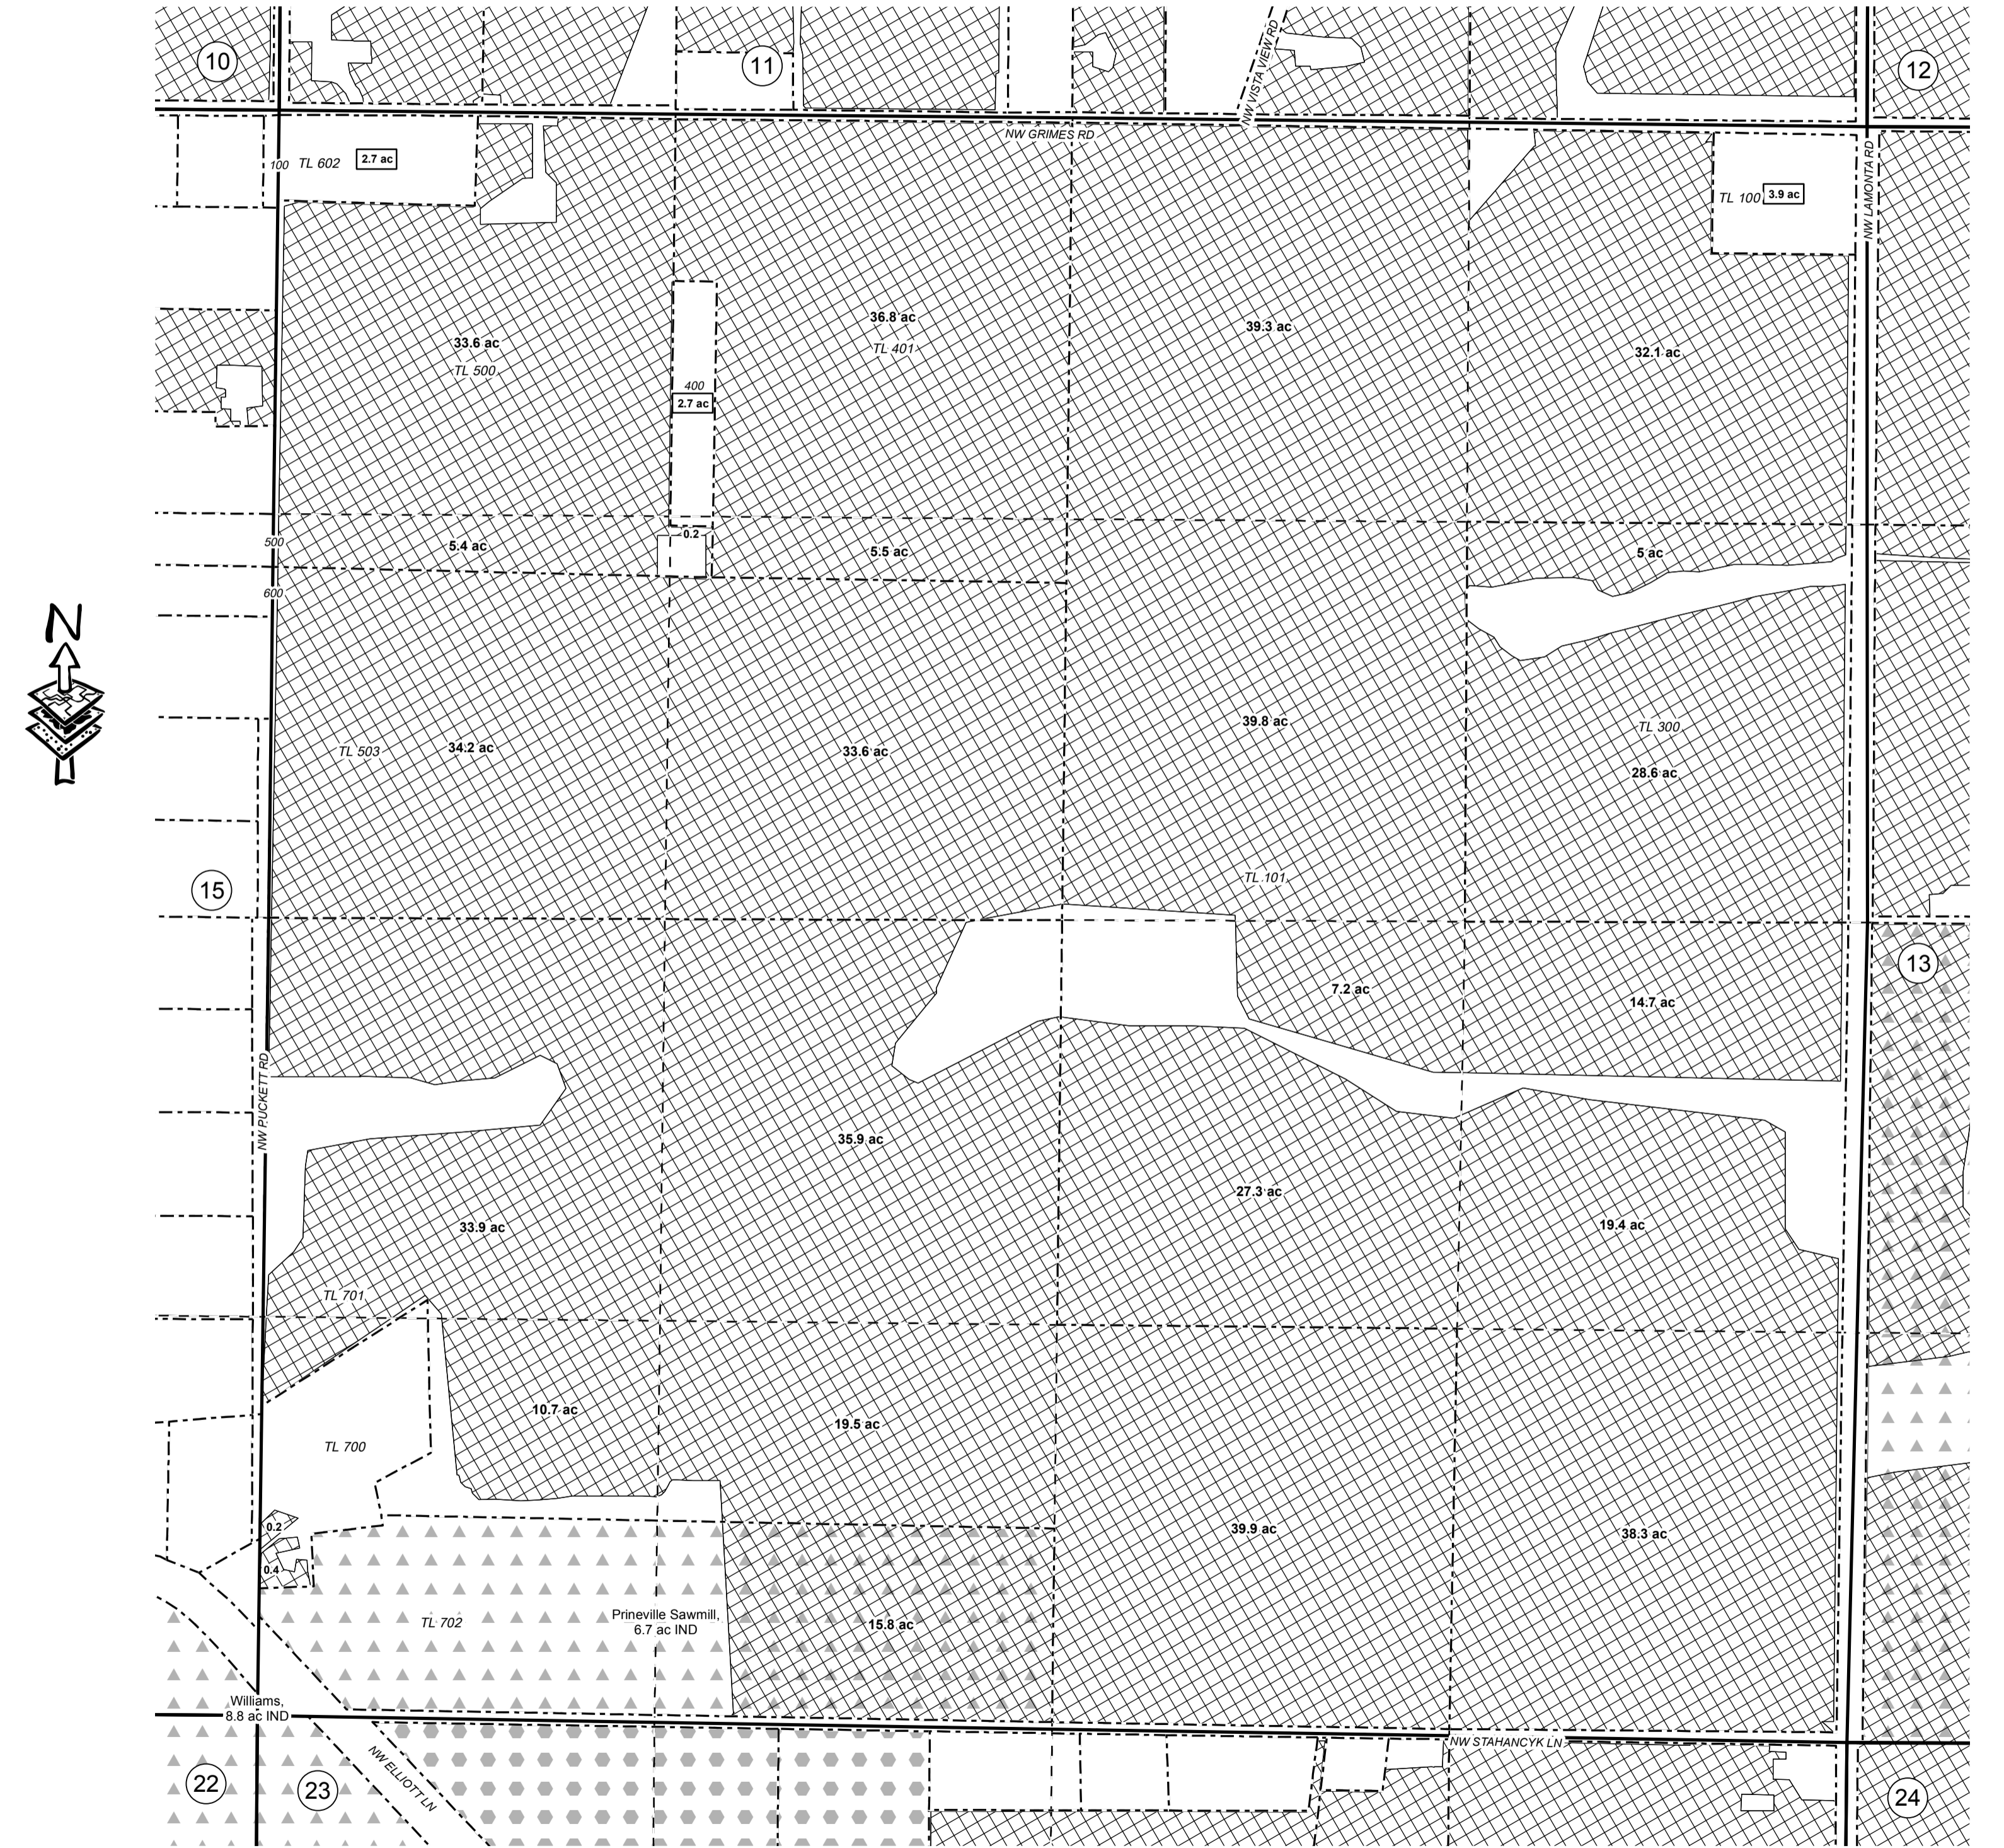 10
11
12
NW VISTA VIEW RD
NW GRIMES RD
NW LAMONTA RD
100
TL 602
2.7 ac
TL 100
3.9 ac
36.8 ac
TL 401
39.3 ac
33.6 ac
TL 500
32.1 ac
400
2.7 ac
0.2
500
5.4 ac
5.5 ac
5 ac
600
N
39.8 ac
TL 300
TL 503
34.2 ac
33.6 ac
28.6 ac
TL 101
15
13
7.2 ac
14.7 ac
NW PUCKETT RD
35.9 ac
27.3 ac
33.9 ac
19.4 ac
TL 701
10.7 ac
19.5 ac
TL 700
0.2
39.9 ac
38.3 ac
0.4
TL 702
Prineville Sawmill,
6.7 ac IND
15.8 ac
Williams,
8.8 ac IND
NW STAHANCYK LN
NW ELLIOTT LN
22
23
24